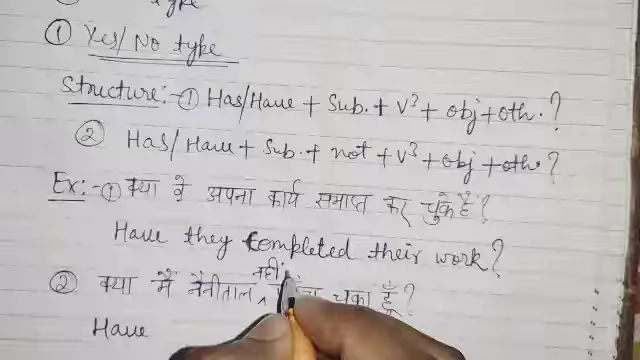 type
① Yes/No type
Structure:-① Has/Have + Sub. + V³ + Obj + Oth. ?
② Has/Have + Sub. + not + V³ + Obj + Oth. ?
Ex:-① क्या वे अपना कार्य समाप्त कर चुके हैं?
Have they Completed their work?
नहीं
② क्या मैं नैनीताल चुका हूँ?
Have